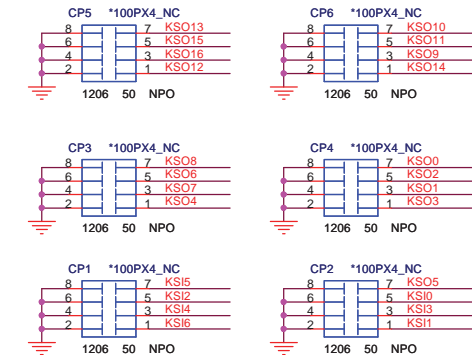 CP5 *100PX4_NC
8 7 KSO13
6 5 KSO15
4 3 KSO16
2 1 KSO12
1206 50 NPO
CP6 *100PX4_NC
8 7 KSO10
6 5 KSO11
4 3 KSO9
2 1 KSO14
1206 50 NPO
CP3 *100PX4_NC
8 7 KSO8
6 5 KSO6
4 3 KSO7
2 1 KSO4
1206 50 NPO
CP4 *100PX4_NC
8 7 KSO0
6 5 KSO2
4 3 KSO1
2 1 KSO3
1206 50 NPO
CP1 *100PX4_NC
8 7 KSI5
6 5 KSI2
4 3 KSI4
2 1 KSI6
1206 50 NPO
CP2 *100PX4_NC
8 7 KSO5
6 5 KSI0
4 3 KSI3
2 1 KSI1
1206 50 NPO